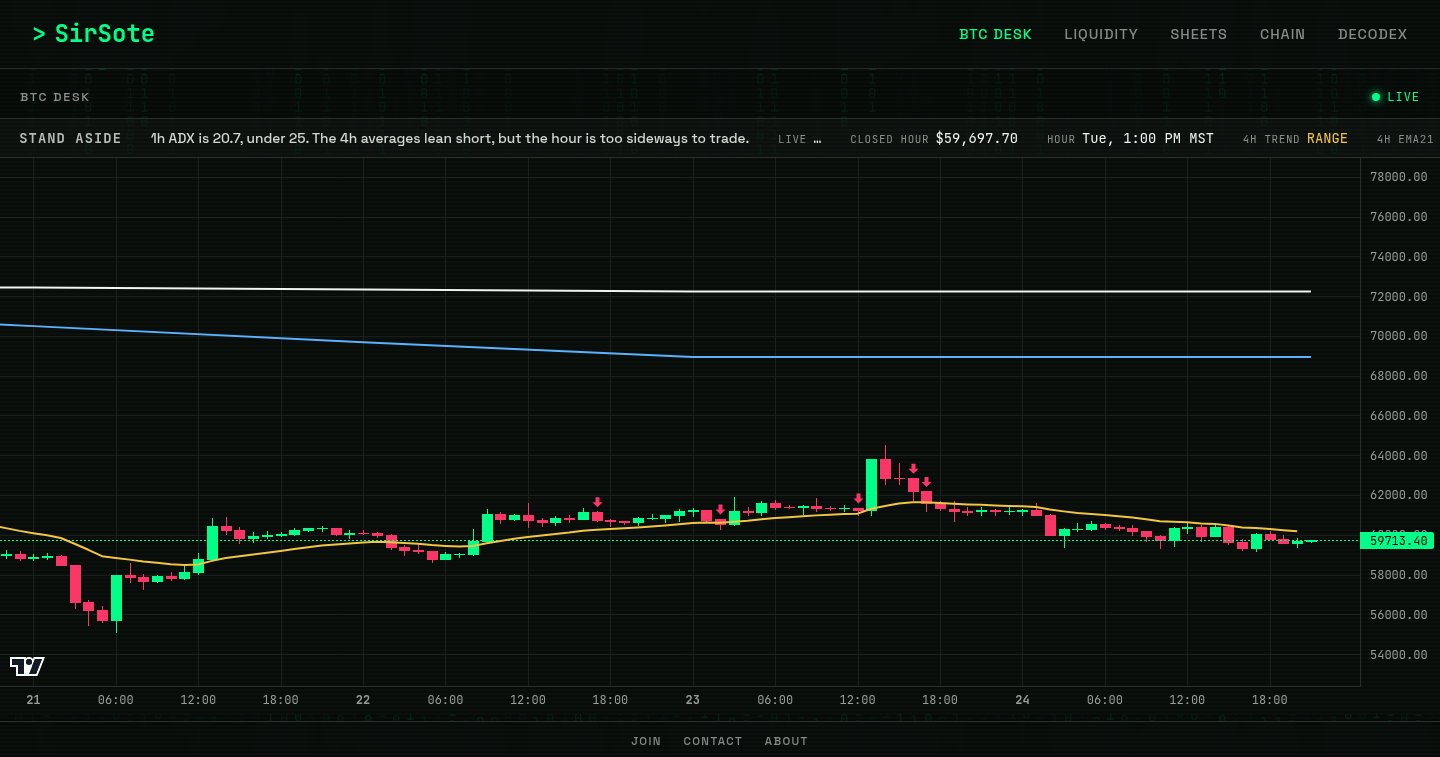 > SirSote
BTC DESK LIQUIDITY SHEETS CHAIN DECODEX
BTC DESK
LIVE
STAND ASIDE 1h ADX is 20.7, under 25. The 4h averages lean short, but the hour is too sideways to trade. LIVE … CLOSED HOUR $59,697.70 HOUR Tue, 1:00 PM MST 4H TREND RANGE 4H EMA21
78000.00
76000.00
74000.00
72000.00
70000.00
68000.00
66000.00
64000.00
62000.00
59713.40
58000.00
56000.00
54000.00
21 06:00 12:00 18:00 22 06:00 12:00 18:00 23 06:00 12:00 18:00 24 06:00 12:00 18:00
JOIN CONTACT ABOUT